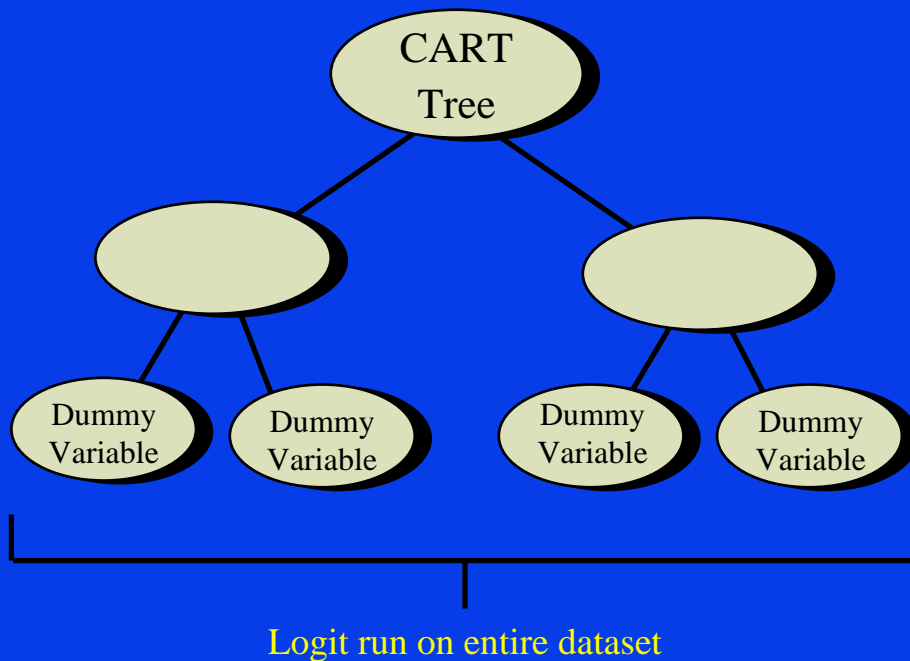 CART
Tree
Dummy
Variable
Dummy
Variable
Dummy
Variable
Dummy
Variable
Logit run on entire dataset